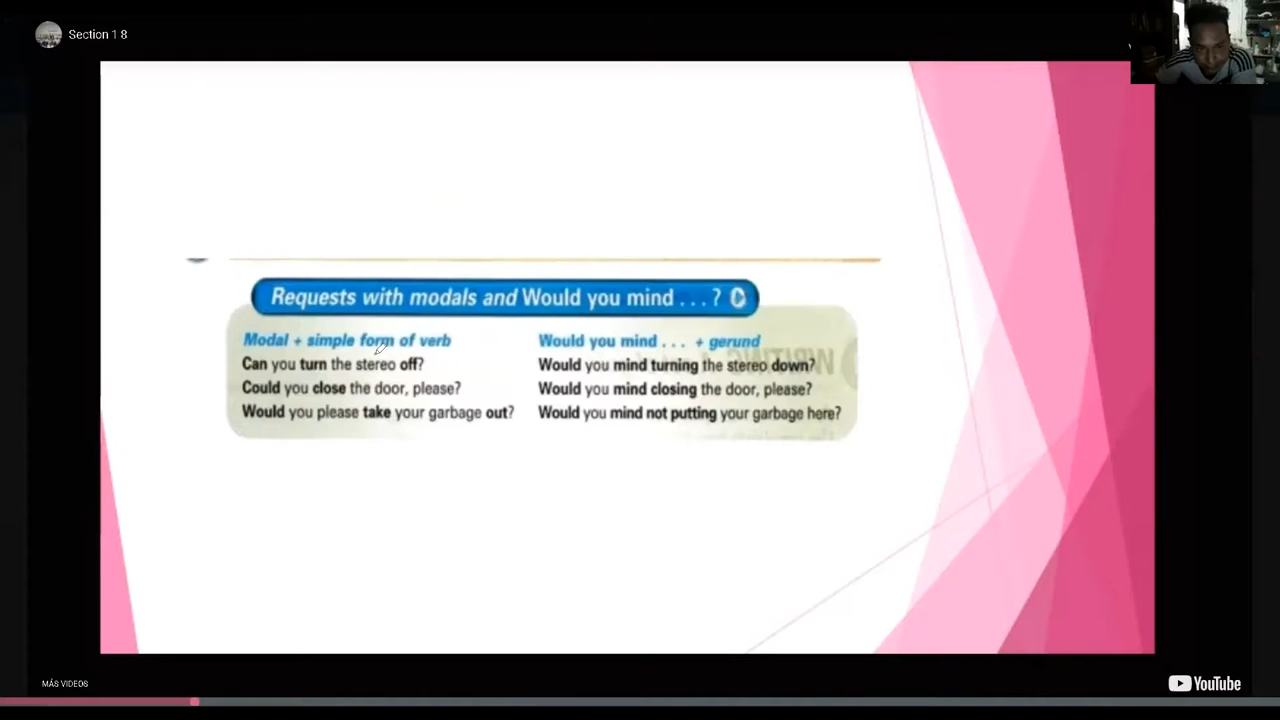 Section 1 8
Requests with modals and Would you mind . . . ?
Modal + simple form of verb
Can you turn the stereo off?
Could you close the door, please?
Would you please take your garbage out?
Would you mind . . . + gerund
Would you mind turning the stereo down?
Would you mind closing the door, please?
Would you mind not putting your garbage here?
MÁS VIDEOS
YouTube